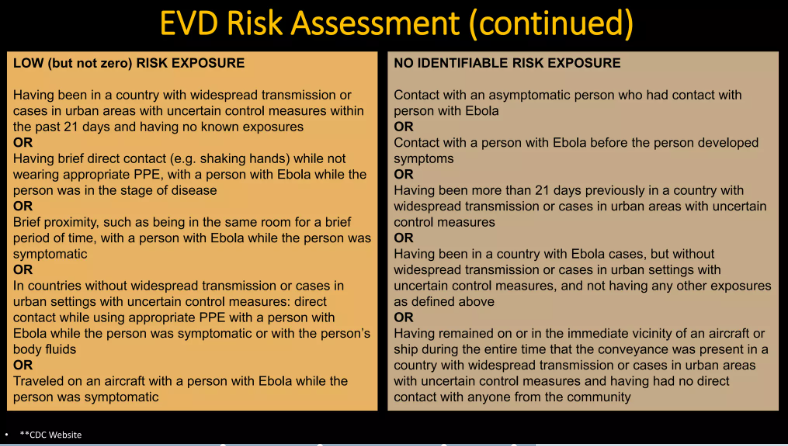 EVD Risk Assessment (continued)
LOW (but not zero) RISK EXPOSURE
Having been in a country with widespread transmission or
cases in urban areas with uncertain control measures within
the past 21 days and having no known exposures
OR
Having brief direct contact (e.g. shaking hands) while not
wearing appropriate PPE, with a person with Ebola while the
person was in the stage of disease
OR
Brief proximity, such as being in the same room for a brief
period of time, with a person with Ebola while the person was
symptomatic
OR
In countries without widespread transmission or cases in
urban settings with uncertain control measures: direct
contact while using appropriate PPE with a person with
Ebola while the person was symptomatic or with the person's
body fluids
OR
Traveled on an aircraft with a person with Ebola while the
person was symptomatic
NO IDENTIFIABLE RISK EXPOSURE
Contact with an asymptomatic person who had contact with
person with Ebola
OR
Contact with a person with Ebola before the person developed
symptoms
OR
Having been more than 21 days previously in a country with
widespread transmission or cases in urban areas with uncertain
control measures
OR
Having been in a country with Ebola cases, but without
widespread transmission or cases in urban settings with
uncertain control measures, and not having any other exposures
as defined above
OR
Having remained on or in the immediate vicinity of an aircraft or
ship during the entire time that the conveyance was present in a
country with widespread transmission or cases in urban areas
with uncertain control measures and having had no direct
contact with anyone from the community
• **CDC Website